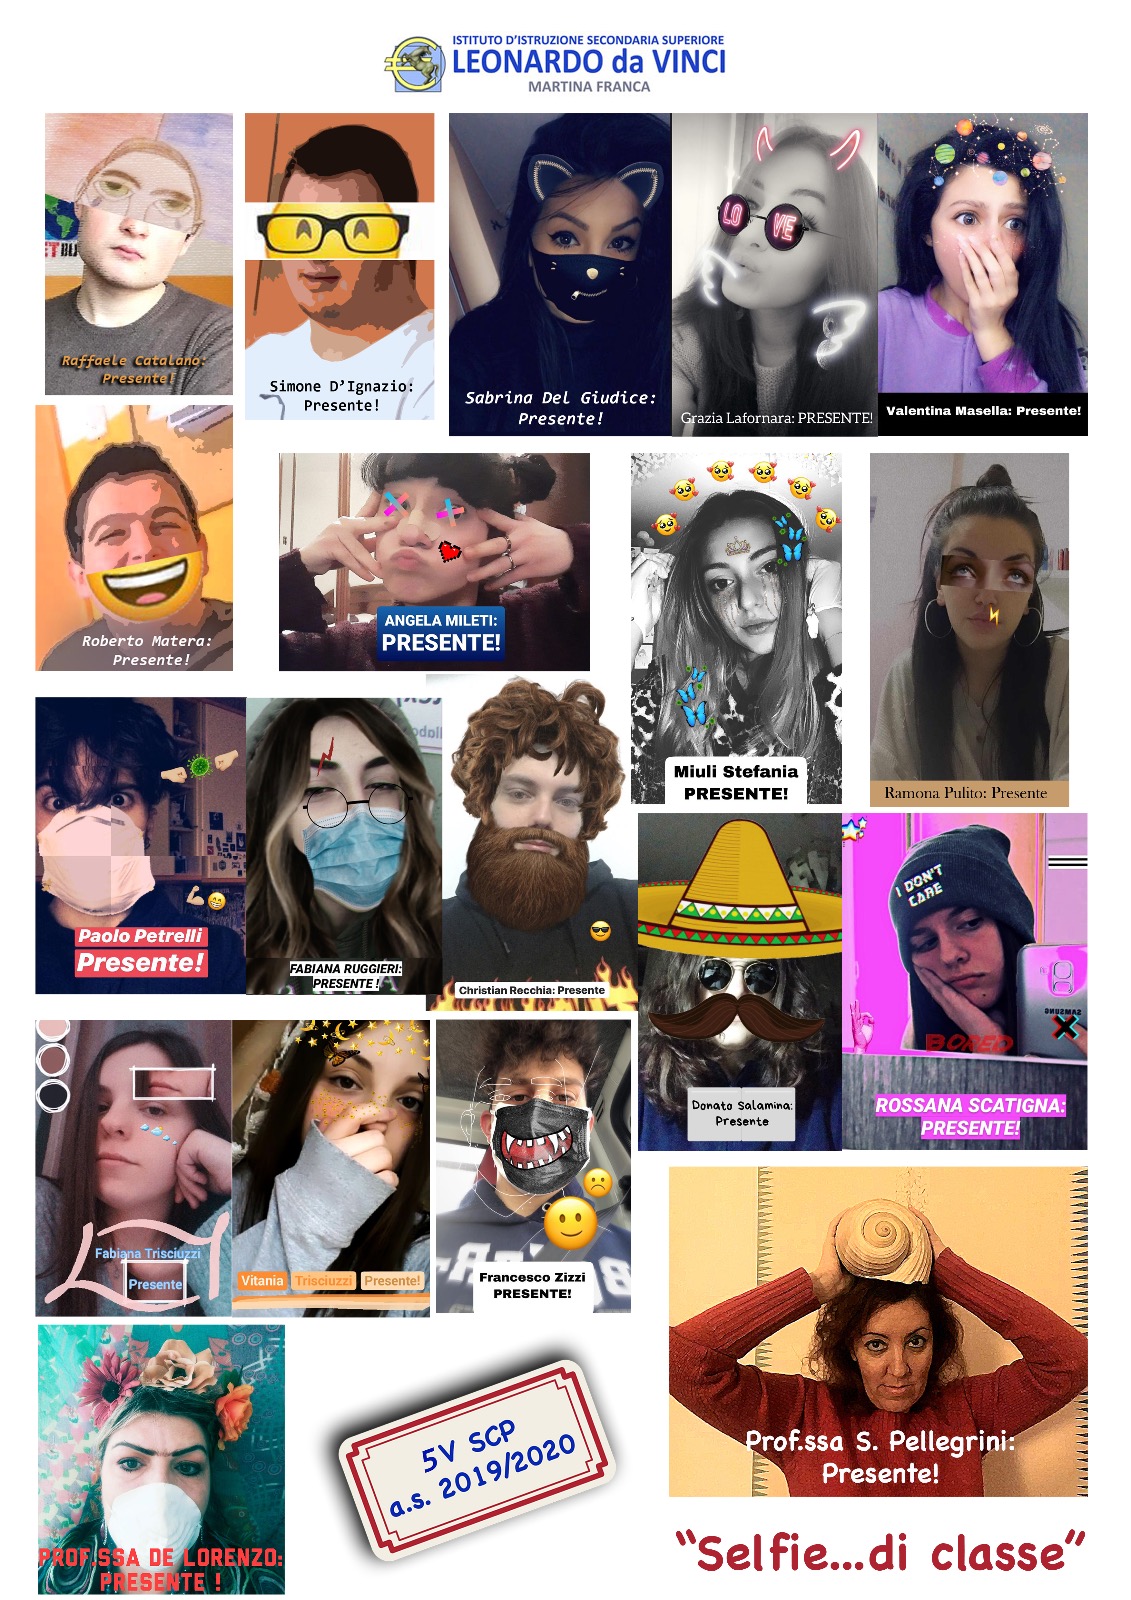 ISTITUTO D'ISTRUZIONE SECONDARIA SUPERIORE
LEONARDO da VINCI
MARTINA FRANCA
Raffaele Catalano:
Presente!
Simone D'Ignazio:
Presente!
Sabrina Del Giudice:
Presente!
LO VE
Grazia Lafornara: PRESENTE!
Valentina Masella: Presente!
Roberto Matera:
Presente!
ANGELA MILETI:
PRESENTE!
Miuli Stefania
PRESENTE!
Ramona Pulito: Presente
Paolo Petrelli
Presente!
FABIANA RUGGIERI:
PRESENTE !
Christian Recchia: Presente
Donato Salamina:
Presente
I DON'T
CARE
SAMSUNG
BORED
ROSSANA SCATIGNA:
PRESENTE!
Fabiana Trisciuzzi
Presente
Vitania Trisciuzzi Presente!
Francesco Zizzi
PRESENTE!
Prof.ssa S. Pellegrini:
Presente!
PROF.SSA DE LORENZO:
PRESENTE !
5V SCP
a.s. 2019/2020
"Selfie...di classe"